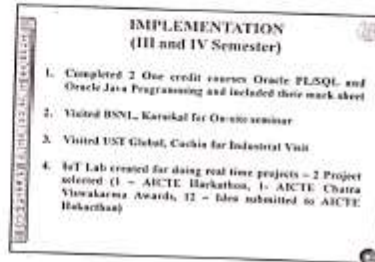 IMPLEMENTATION
(III and IV Semester)
1. Completed 2 One credit courses Oracle PL/SQL and
Oracle Java Programming and included their mark sheet
2. Visited BSNL, Karaikal for On-site seminar
3. Visited UST Global, Cochin for Industrial Visit
4. IoT Lab created for doing real time projects – 2 Project
selected (1 – AICTE Harkathon, 1- AICTE Chatra
Viswakarma Awards, 12 – Idea submitted to AICTE
Hakacthon)